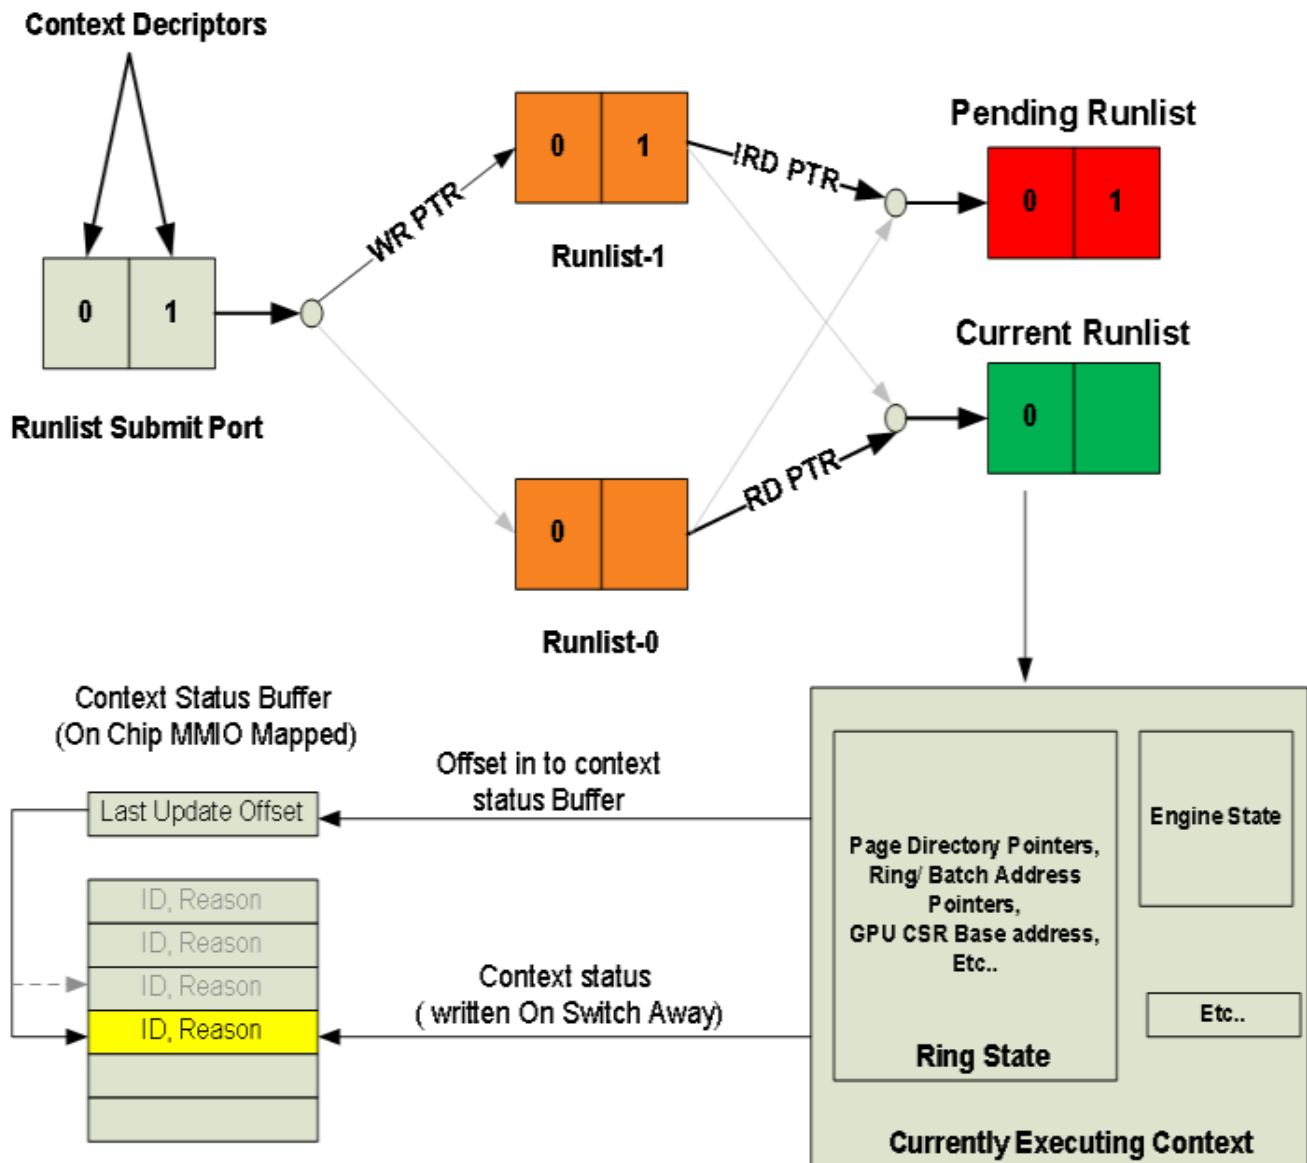 Context Decriptors
0 1
Runlist Submit Port
WR PTR
0 1
Runlist-1
!RD PTR
Pending Runlist
0 1
Current Runlist
0
RD PTR
0
Runlist-0
Context Status Buffer
(On Chip MMIO Mapped)
Last Update Offset
ID, Reason
ID, Reason
ID, Reason
ID, Reason
Offset in to context
status Buffer
Context status
( written On Switch Away)
Page Directory Pointers,
Ring/ Batch Address
Pointers,
GPU CSR Base address,
Etc..
Ring State
Engine State
Etc..
Currently Executing Context